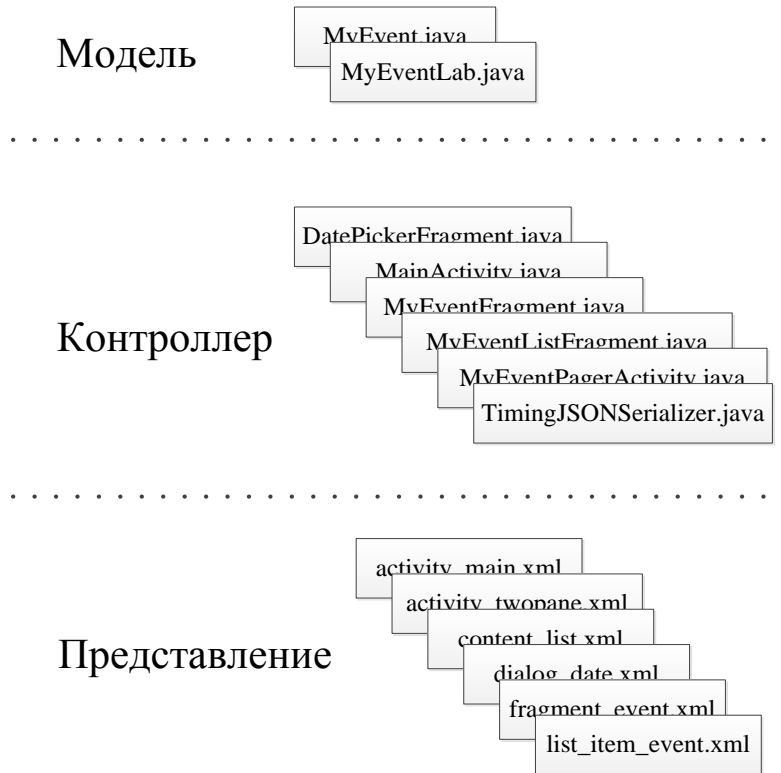 Модель
MyEvent.java
MyEventLab.java
Контроллер
DatePickerFragment.java
MainActivity.java
MyEventFragment.java
MyEventListFragment.java
MyEventPagerActivity.java
TimingJSONSerializer.java
Представление
activity_main.xml
activity_twopane.xml
content_list.xml
dialog_date.xml
fragment_event.xml
list_item_event.xml